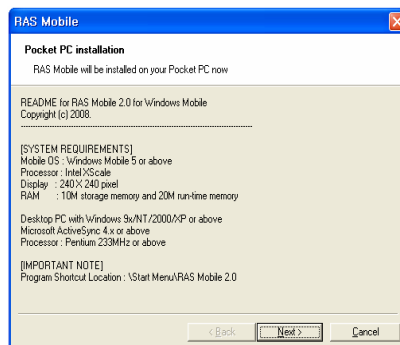 RAS Mobile
Pocket PC installation
RAS Mobile will be installed on your Pocket PC now
README for RAS Mobile 2.0 for Windows Mobile
Copyright (c) 2008.
------------------------------------------------------------
[SYSTEM REQUIREMENTS]
Mobile OS : Windows Mobile 5 or above
Processor : Intel XScale
Display : 240 X 240 pixel
RAM : 10M storage memory and 20M run-time memory
Desktop PC with Windows 9x/NT/2000/XP or above
Microsoft ActiveSync 4.x or above
Processor : Pentium 233MHz or above
[IMPORTANT NOTE]
Program Shortcut Location : \Start Menu\RAS Mobile 2.0
< Back Next > Cancel